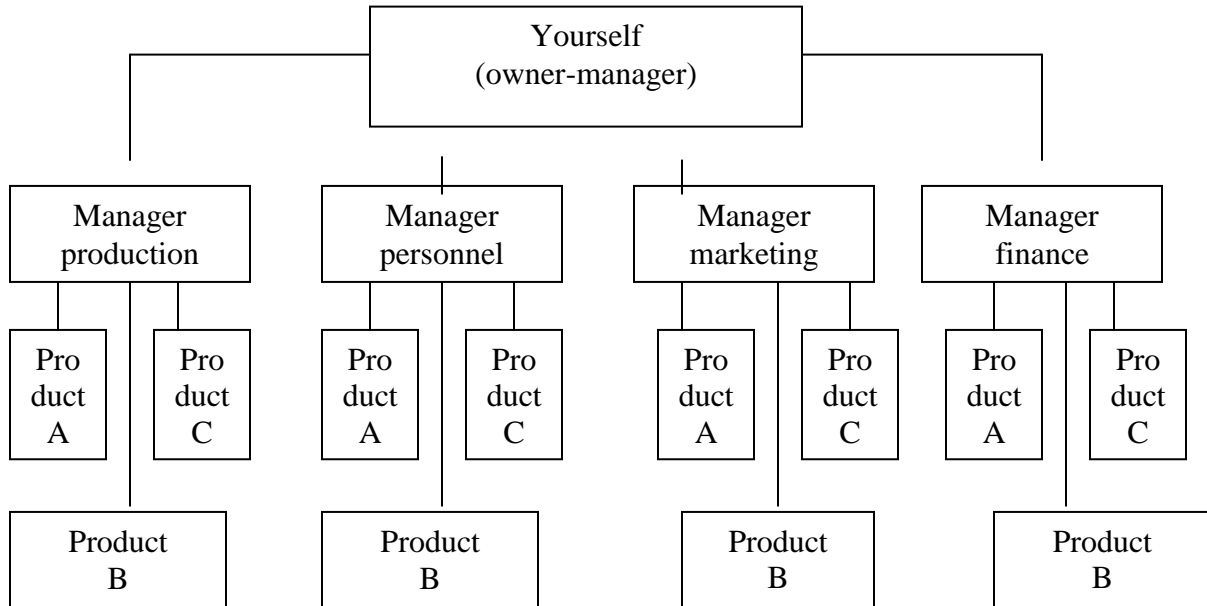 Yourself
(owner-manager)
Manager
production
Manager
personnel
Manager
marketing
Manager
finance
Pro
duct
A
Pro
duct
C
Pro
duct
A
Pro
duct
C
Pro
duct
A
Pro
duct
C
Pro
duct
A
Pro
duct
C
Product
B
Product
B
Product
B
Product
B